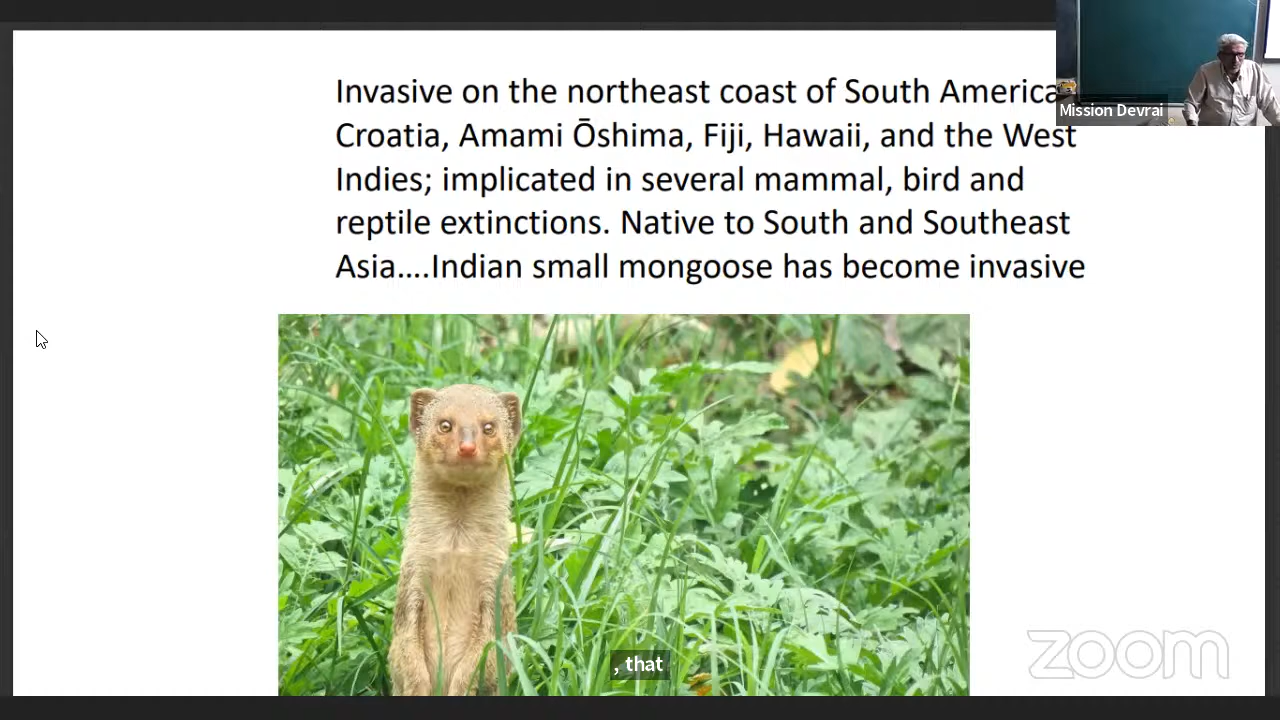 Invasive on the northeast coast of South America
Croatia, Amami Ōshima, Fiji, Hawaii, and the West
Indies; implicated in several mammal, bird and
reptile extinctions. Native to South and Southeast
Asia....Indian small mongoose has become invasive
Mission Devrai
, that
zoom